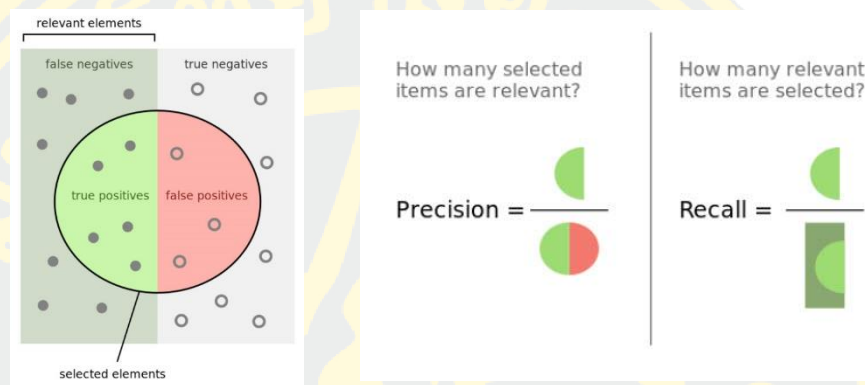 relevant elements
false negatives
true negatives
true positives
false positives
selected elements
How many selected
items are relevant?
Precision =
How many relevant
items are selected?
Recall =